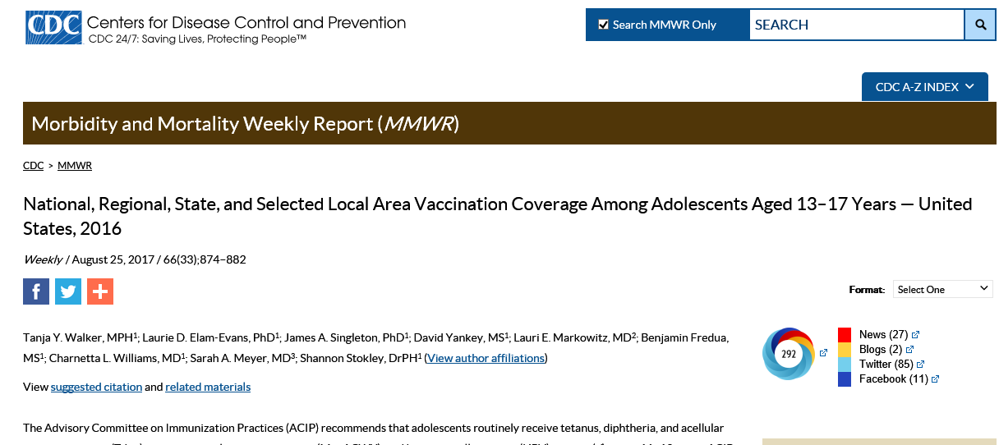 CDC
Centers for Disease Control and Prevention
CDC 24/7: Saving Lives, Protecting People™
Search MMWR Only
SEARCH
CDC A-Z INDEX
Morbidity and Mortality Weekly Report (MMWR)
CDC > MMWR
National, Regional, State, and Selected Local Area Vaccination Coverage Among Adolescents Aged 13–17 Years — United
States, 2016
Weekly / August 25, 2017 / 66(33);874–882
Format: Select One
Tanja Y. Walker, MPH¹; Laurie D. Elam-Evans, PhD¹; James A. Singleton, PhD¹; David Yankey, MS¹; Lauri E. Markowitz, MD²; Benjamin Fredua,
MS¹; Charnetta L. Williams, MD¹; Sarah A. Meyer, MD³; Shannon Stokley, DrPH¹ (View author affiliations)
View suggested citation and related materials
292
News (27)
Blogs (2)
Twitter (85)
Facebook (11)
The Advisory Committee on Immunization Practices (ACIP) recommends that adolescents routinely receive tetanus, diphtheria, and acellular